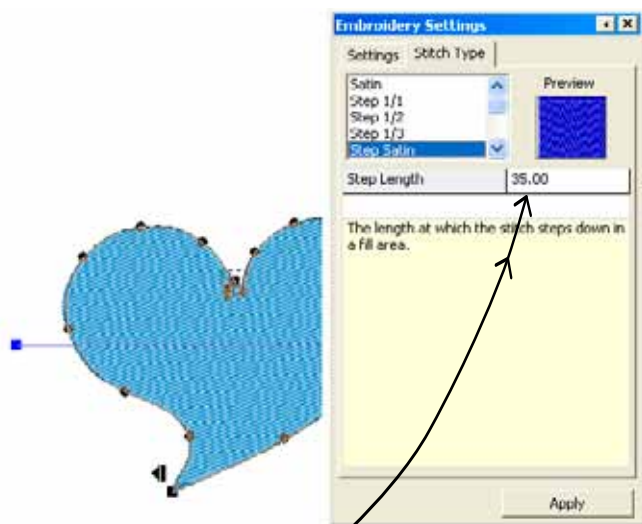 Embroidery Settings
Settings Stitch Type
Satin
Step 1/1
Step 1/2
Step 1/3
Step Satin
Preview
Step Length 35.00
The length at which the stitch steps down in
a fill area.
Apply